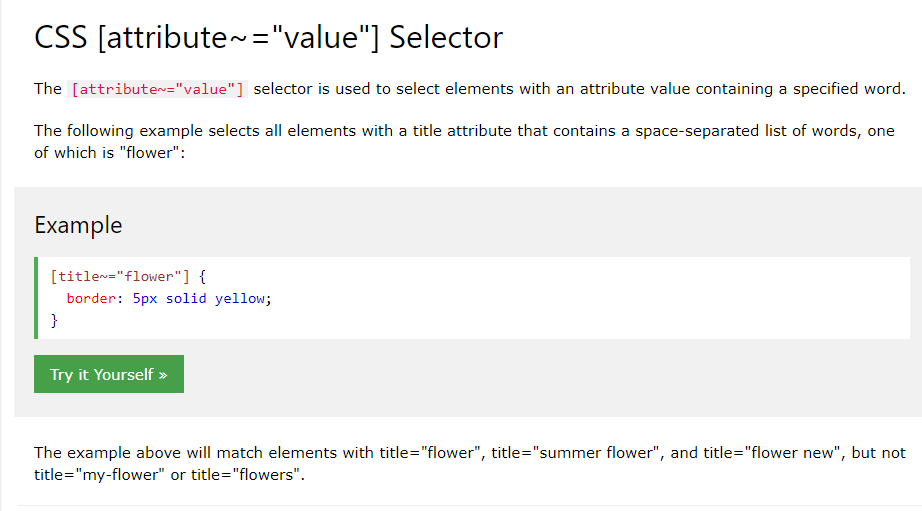 CSS [attribute~="value"] Selector
The [attribute~="value"] selector is used to select elements with an attribute value containing a specified word.
The following example selects all elements with a title attribute that contains a space-separated list of words, one
of which is "flower":
Example
[title~="flower"] {
  border: 5px solid yellow;
}
Try it Yourself »
The example above will match elements with title="flower", title="summer flower", and title="flower new", but not
title="my-flower" or title="flowers".